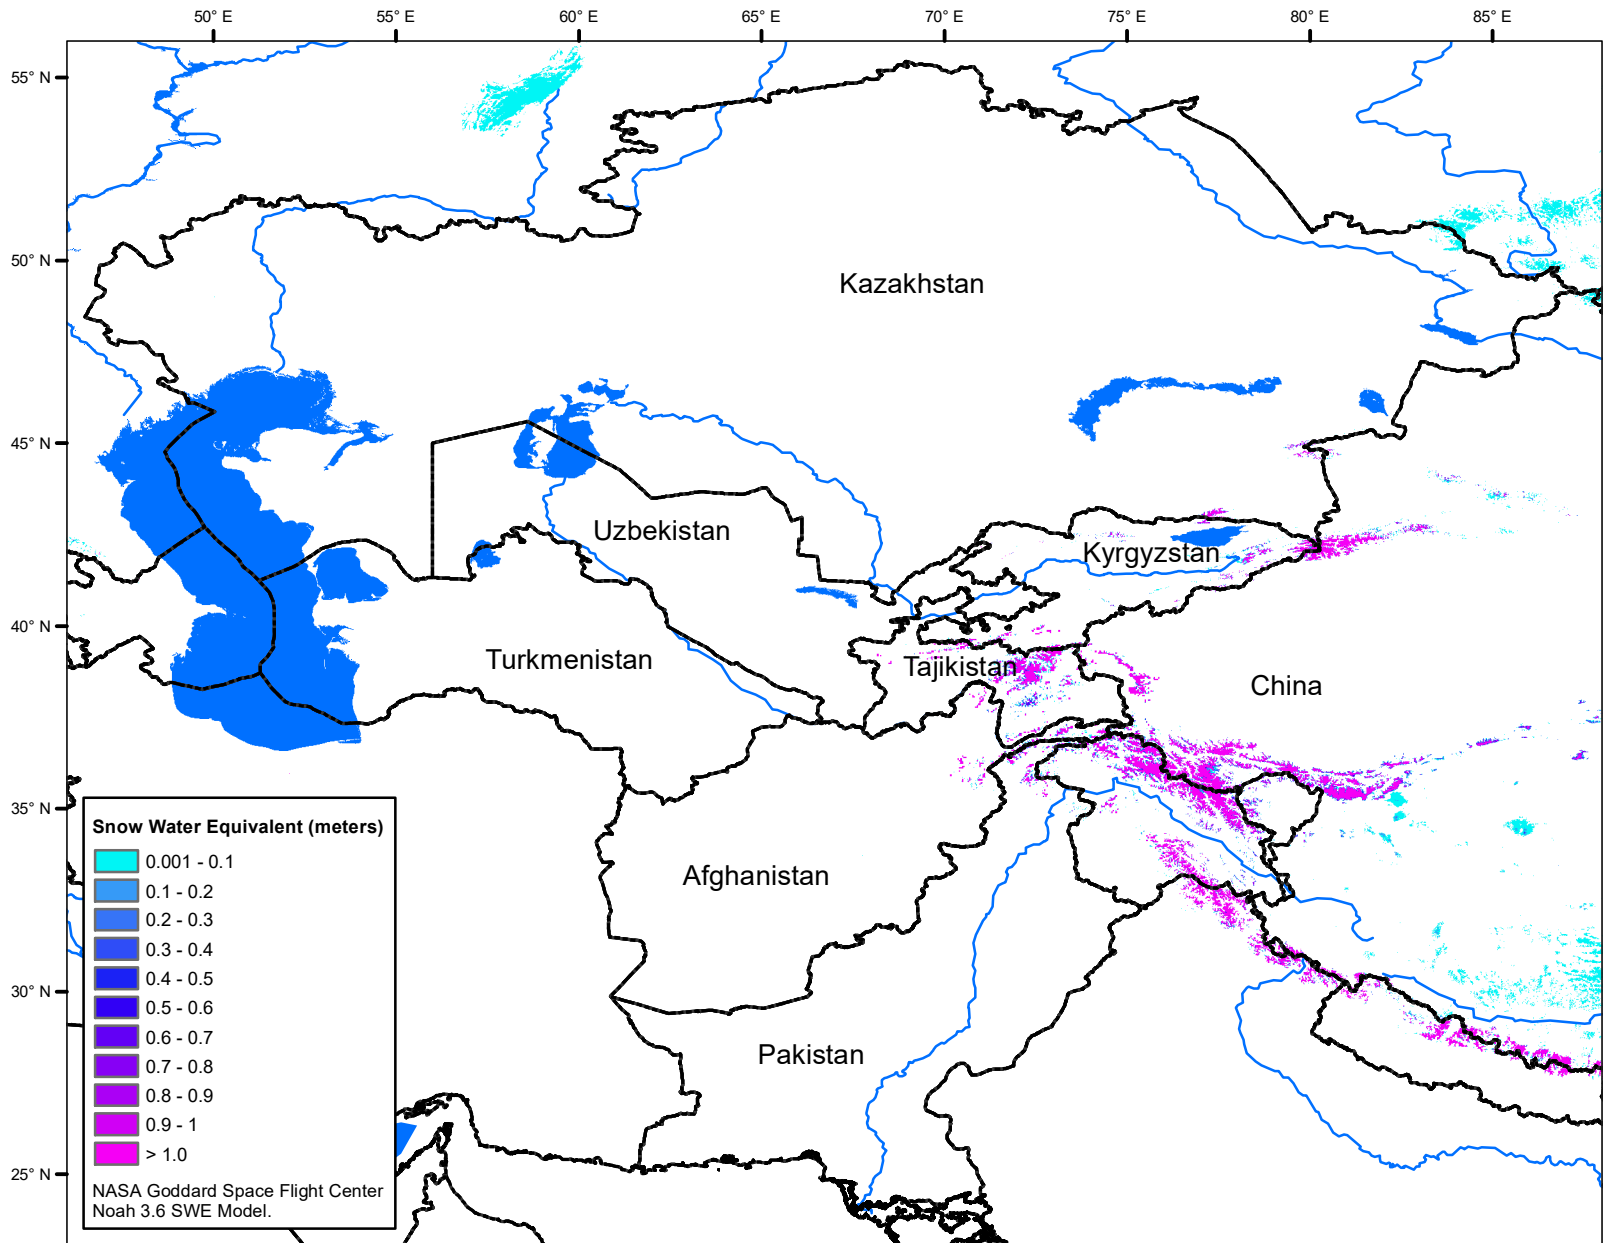 50° E 55° E 60° E 65° E 70° E 75° E 80° E 85° E
55° N
50° N
45° N
40° N
35° N
30° N
25° N
Kazakhstan
Uzbekistan
Kyrgyzstan
Turkmenistan
Tajikistan
China
Afghanistan
Pakistan
Snow Water Equivalent (meters)
0.001 - 0.1
0.1 - 0.2
0.2 - 0.3
0.3 - 0.4
0.4 - 0.5
0.5 - 0.6
0.6 - 0.7
0.7 - 0.8
0.8 - 0.9
0.9 - 1
> 1.0
NASA Goddard Space Flight Center
Noah 3.6 SWE Model.